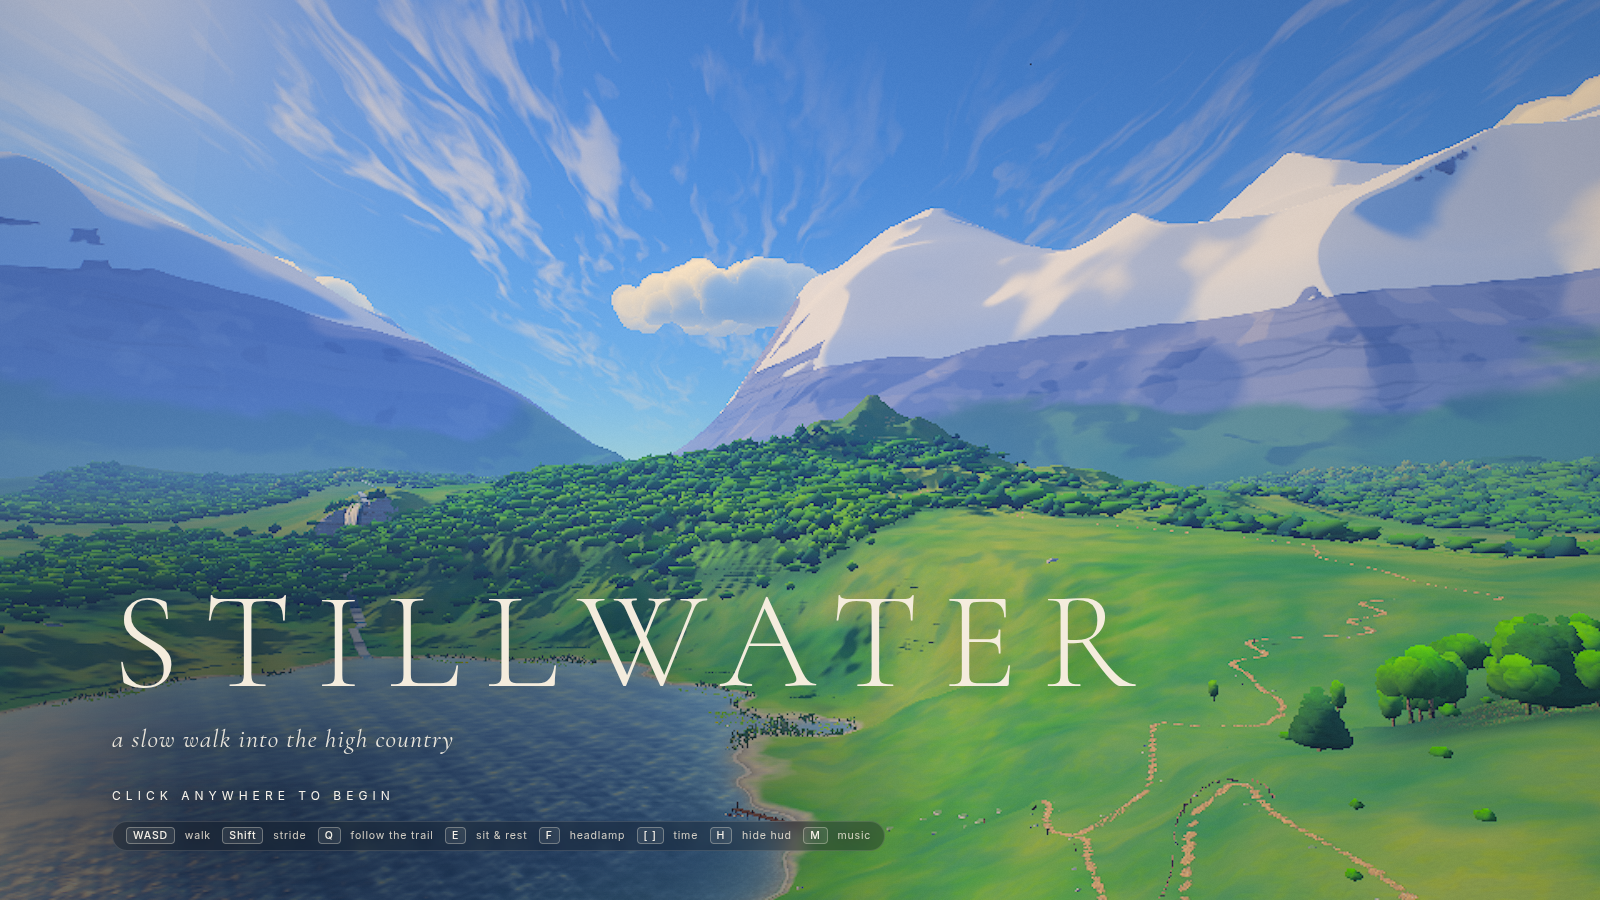 STILLWATER
a slow walk into the high country
CLICK ANYWHERE TO BEGIN
WASD walk Shift stride Q follow the trail E sit & rest F headlamp [ ] time H hide hud M music